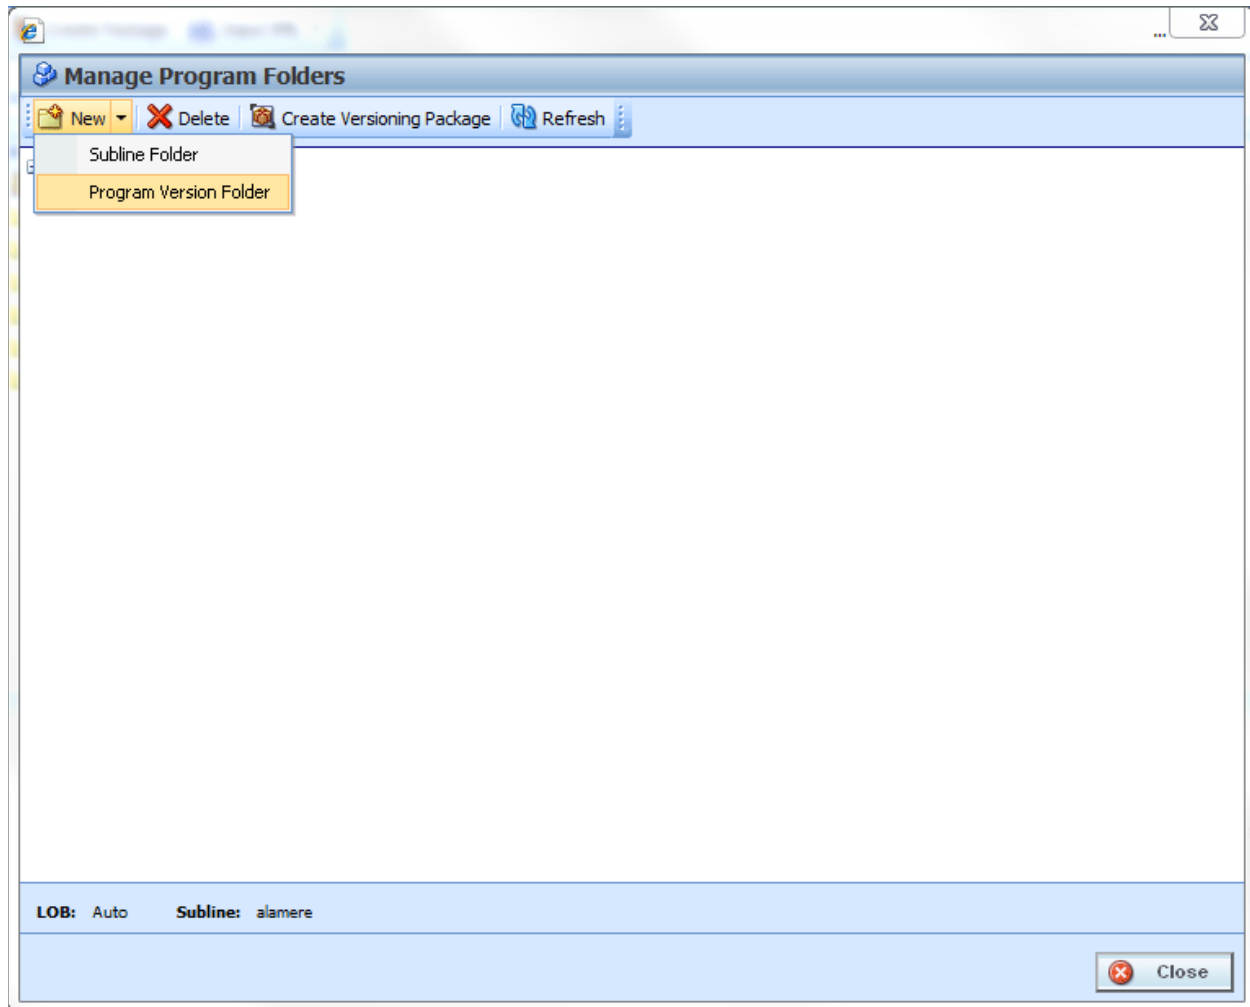 ...
Manage Program Folders
New Delete Create Versioning Package Refresh
Subline Folder
Program Version Folder
LOB: Auto Subline: alamere
Close